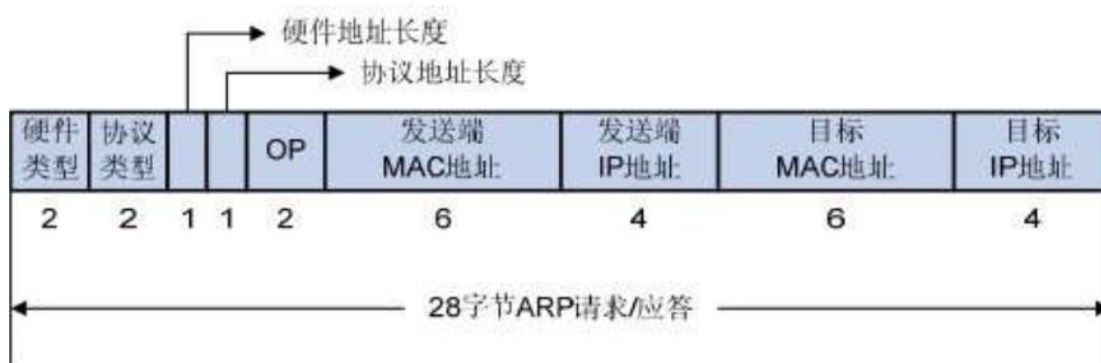 硬件地址长度
协议地址长度
硬件类型 协议类型 OP 发送端MAC地址 发送端IP地址 目标MAC地址 目标IP地址
2 2 1 1 2 6 4 6 4
28字节ARP请求/应答